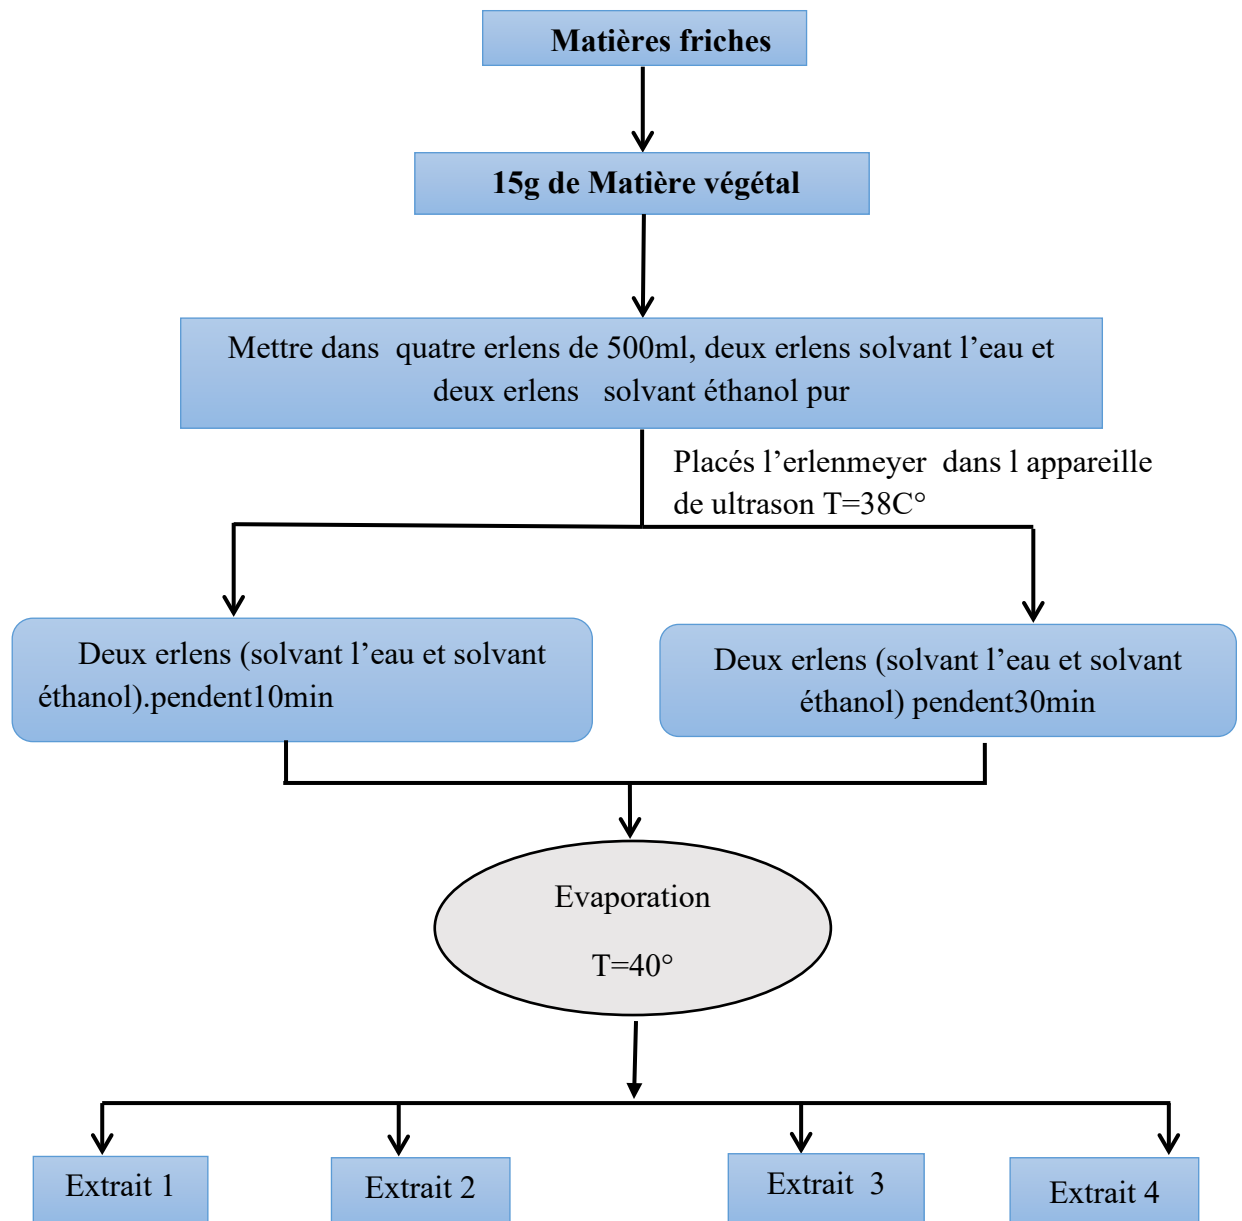 Matières friches
15g de Matière végétal
Mettre dans quatre erlens de 500ml, deux erlens solvant l’eau et
deux erlens solvant éthanol pur
Placés l’erlenmeyer dans l appareille
de ultrason T=38C°
Deux erlens (solvant l’eau et solvant
éthanol).pendent10min
Deux erlens (solvant l’eau et solvant
éthanol) pendent30min
Evaporation
T=40°
Extrait 1
Extrait 2
Extrait 3
Extrait 4